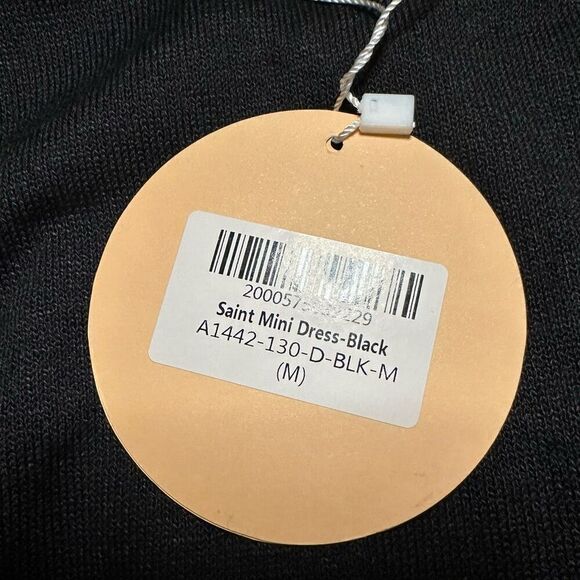 Saint Mini Dress-Black
A1442-130-D-BLK-M
(M)